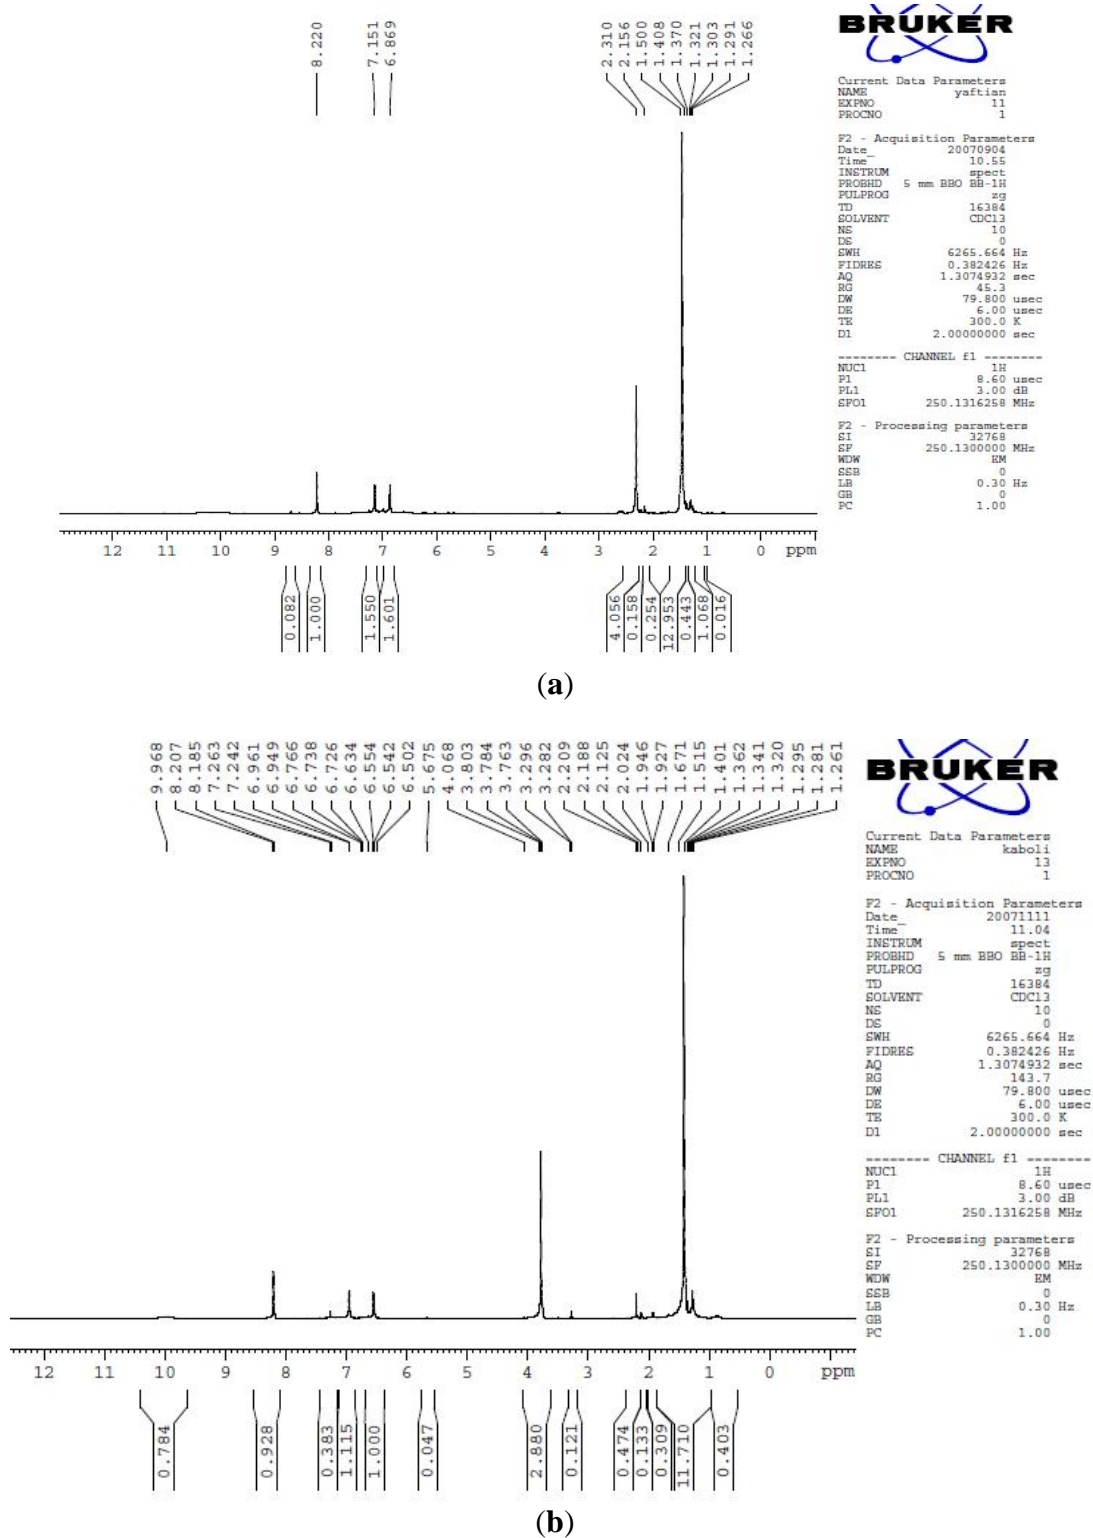 8.220
7.151
6.869
2.310
2.156
1.500
1.408
1.370
1.321
1.303
1.291
1.266
BRUKER
Current Data Parameters
NAME yaftian
EXPNO 11
PROCNO 1
F2 - Acquisition Parameters
Date_ 20070904
Time 10.55
INSTRUM spect
PROBHD 5 mm BBO BB-1H
PULPROG zg
TD 16384
SOLVENT CDCl3
NS 10
DS 0
SWH 6265.664 Hz
FIDRES 0.382426 Hz
AQ 1.3074932 sec
RG 45.3
DW 79.800 usec
DE 6.00 usec
TE 300.0 K
D1 2.00000000 sec
======== CHANNEL f1 ========
NUC1 1H
P1 8.60 usec
PL1 3.00 dB
SFO1 250.1316258 MHz
F2 - Processing parameters
SI 32768
SF 250.1300000 MHz
WDW EM
SSB 0
LB 0.30 Hz
GB 0
PC 1.00
12 11 10 9 8 7 6 5 4 3 2 1 0 ppm
0.082
1.000
1.550
1.601
4.056
0.158
0.254
12.953
0.443
1.068
0.016
(a)
9.968
8.207
8.185
7.263
7.242
6.961
6.949
6.766
6.738
6.726
6.634
6.554
6.542
6.502
5.675
4.068
3.803
3.784
3.763
3.296
3.282
2.209
2.188
2.125
2.024
1.946
1.927
1.671
1.515
1.401
1.362
1.341
1.320
1.295
1.281
1.261
BRUKER
Current Data Parameters
NAME kaboli
EXPNO 13
PROCNO 1
F2 - Acquisition Parameters
Date_ 20071111
Time 11.04
INSTRUM spect
PROBHD 5 mm BBO BB-1H
PULPROG zg
TD 16384
SOLVENT CDCl3
NS 10
DS 0
SWH 6265.664 Hz
FIDRES 0.382426 Hz
AQ 1.3074932 sec
RG 143.7
DW 79.800 usec
DE 6.00 usec
TE 300.0 K
D1 2.00000000 sec
======== CHANNEL f1 ========
NUC1 1H
P1 8.60 usec
PL1 3.00 dB
SFO1 250.1316258 MHz
F2 - Processing parameters
SI 32768
SF 250.1300000 MHz
WDW EM
SSB 0
LB 0.30 Hz
GB 0
PC 1.00
12 11 10 9 8 7 6 5 4 3 2 1 0 ppm
0.784
0.928
0.383
1.115
1.000
0.047
2.880
0.121
0.474
0.133
0.309
11.710
0.403
(b)